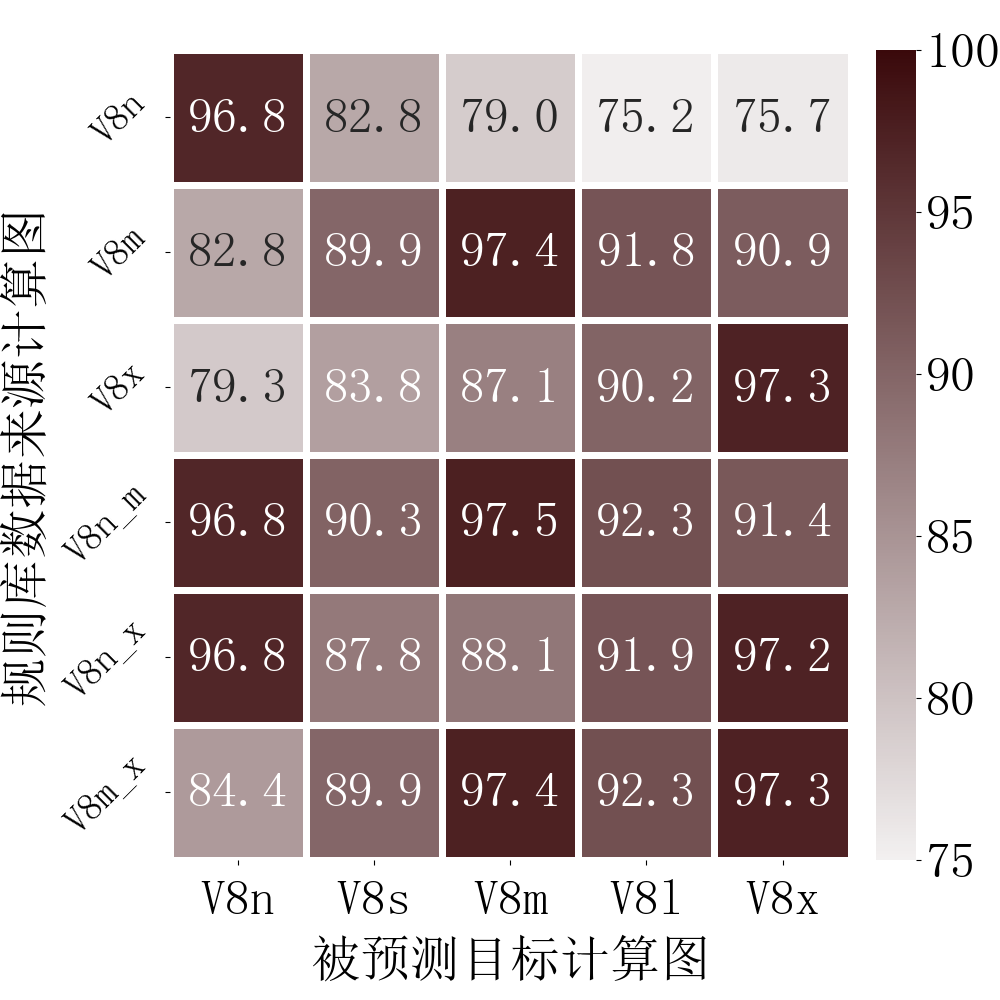 规则库数据来源计算图
V8n 96.8 82.8 79.0 75.2 75.7
V8m 82.8 89.9 97.4 91.8 90.9
V8x 79.3 83.8 87.1 90.2 97.3
V8n_m 96.8 90.3 97.5 92.3 91.4
V8n_x 96.8 87.8 88.1 91.9 97.2
V8m_x 84.4 89.9 97.4 92.3 97.3
V8n V8s V8m V8l V8x
被预测目标计算图
100
95
90
85
80
75